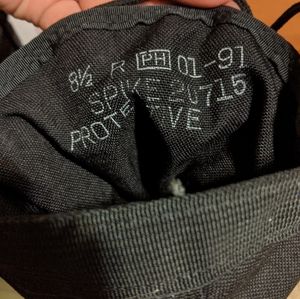 8½ R PH 01-91
SPIKE 20715
PROTECTIVE